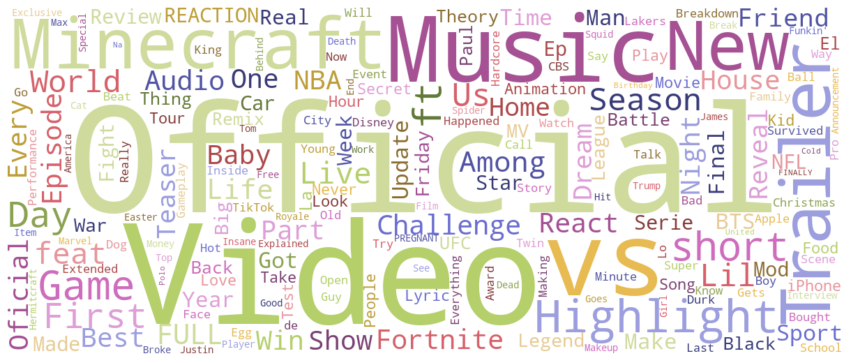 Exclusive Max Special Na King Behind Death Will Paul Lakers Breakdown Funkin'
Review REACTION Real Theory Time Man Friend
Minecraft Music New
Now Hardcore Ep CBS Squid Say Play Break El Way
World Audio One NBA Us Home Animation Secret Movie House Ball
Go Cat Beat Thing Car Hour End Event Spider Happened Season Birthday Family
Every Episode Tour Remix Tom City Disney MV Watch Battle Kid Pro Announcement
Official
Performance America Really Fight Baby Young Work Week Update Friday Call Dream League Talk Night Final James Survived Cold FINALLY
Teaser Gameplay Inside Free Live Among Star Story Trump Reveal NFL
Day Life Never La Look Film Hit Bad Christmas
Item War Easter Royale Big TikTok Old Challenge React Serie BTS Apple United
Video vs short Trailer
Oficial Hermitcraft feat Marvel Dog Money Hot Insane Explained Part Try PREGNANT UFC Twin Lo Super Boy Food Scene
Game Extended Top Back Got Take Test Open Guy People See Lyric Everything Award Dead Making Minute Lil Song Know Mod Gets iPhone Interview
First Polo Year Love Face de Good Goes Highlight Girl Durk Bought
Made Best Broke FULL Justin Egg Player Win Show Fortnite Legend Makeup Make Last Black Sport School
ft